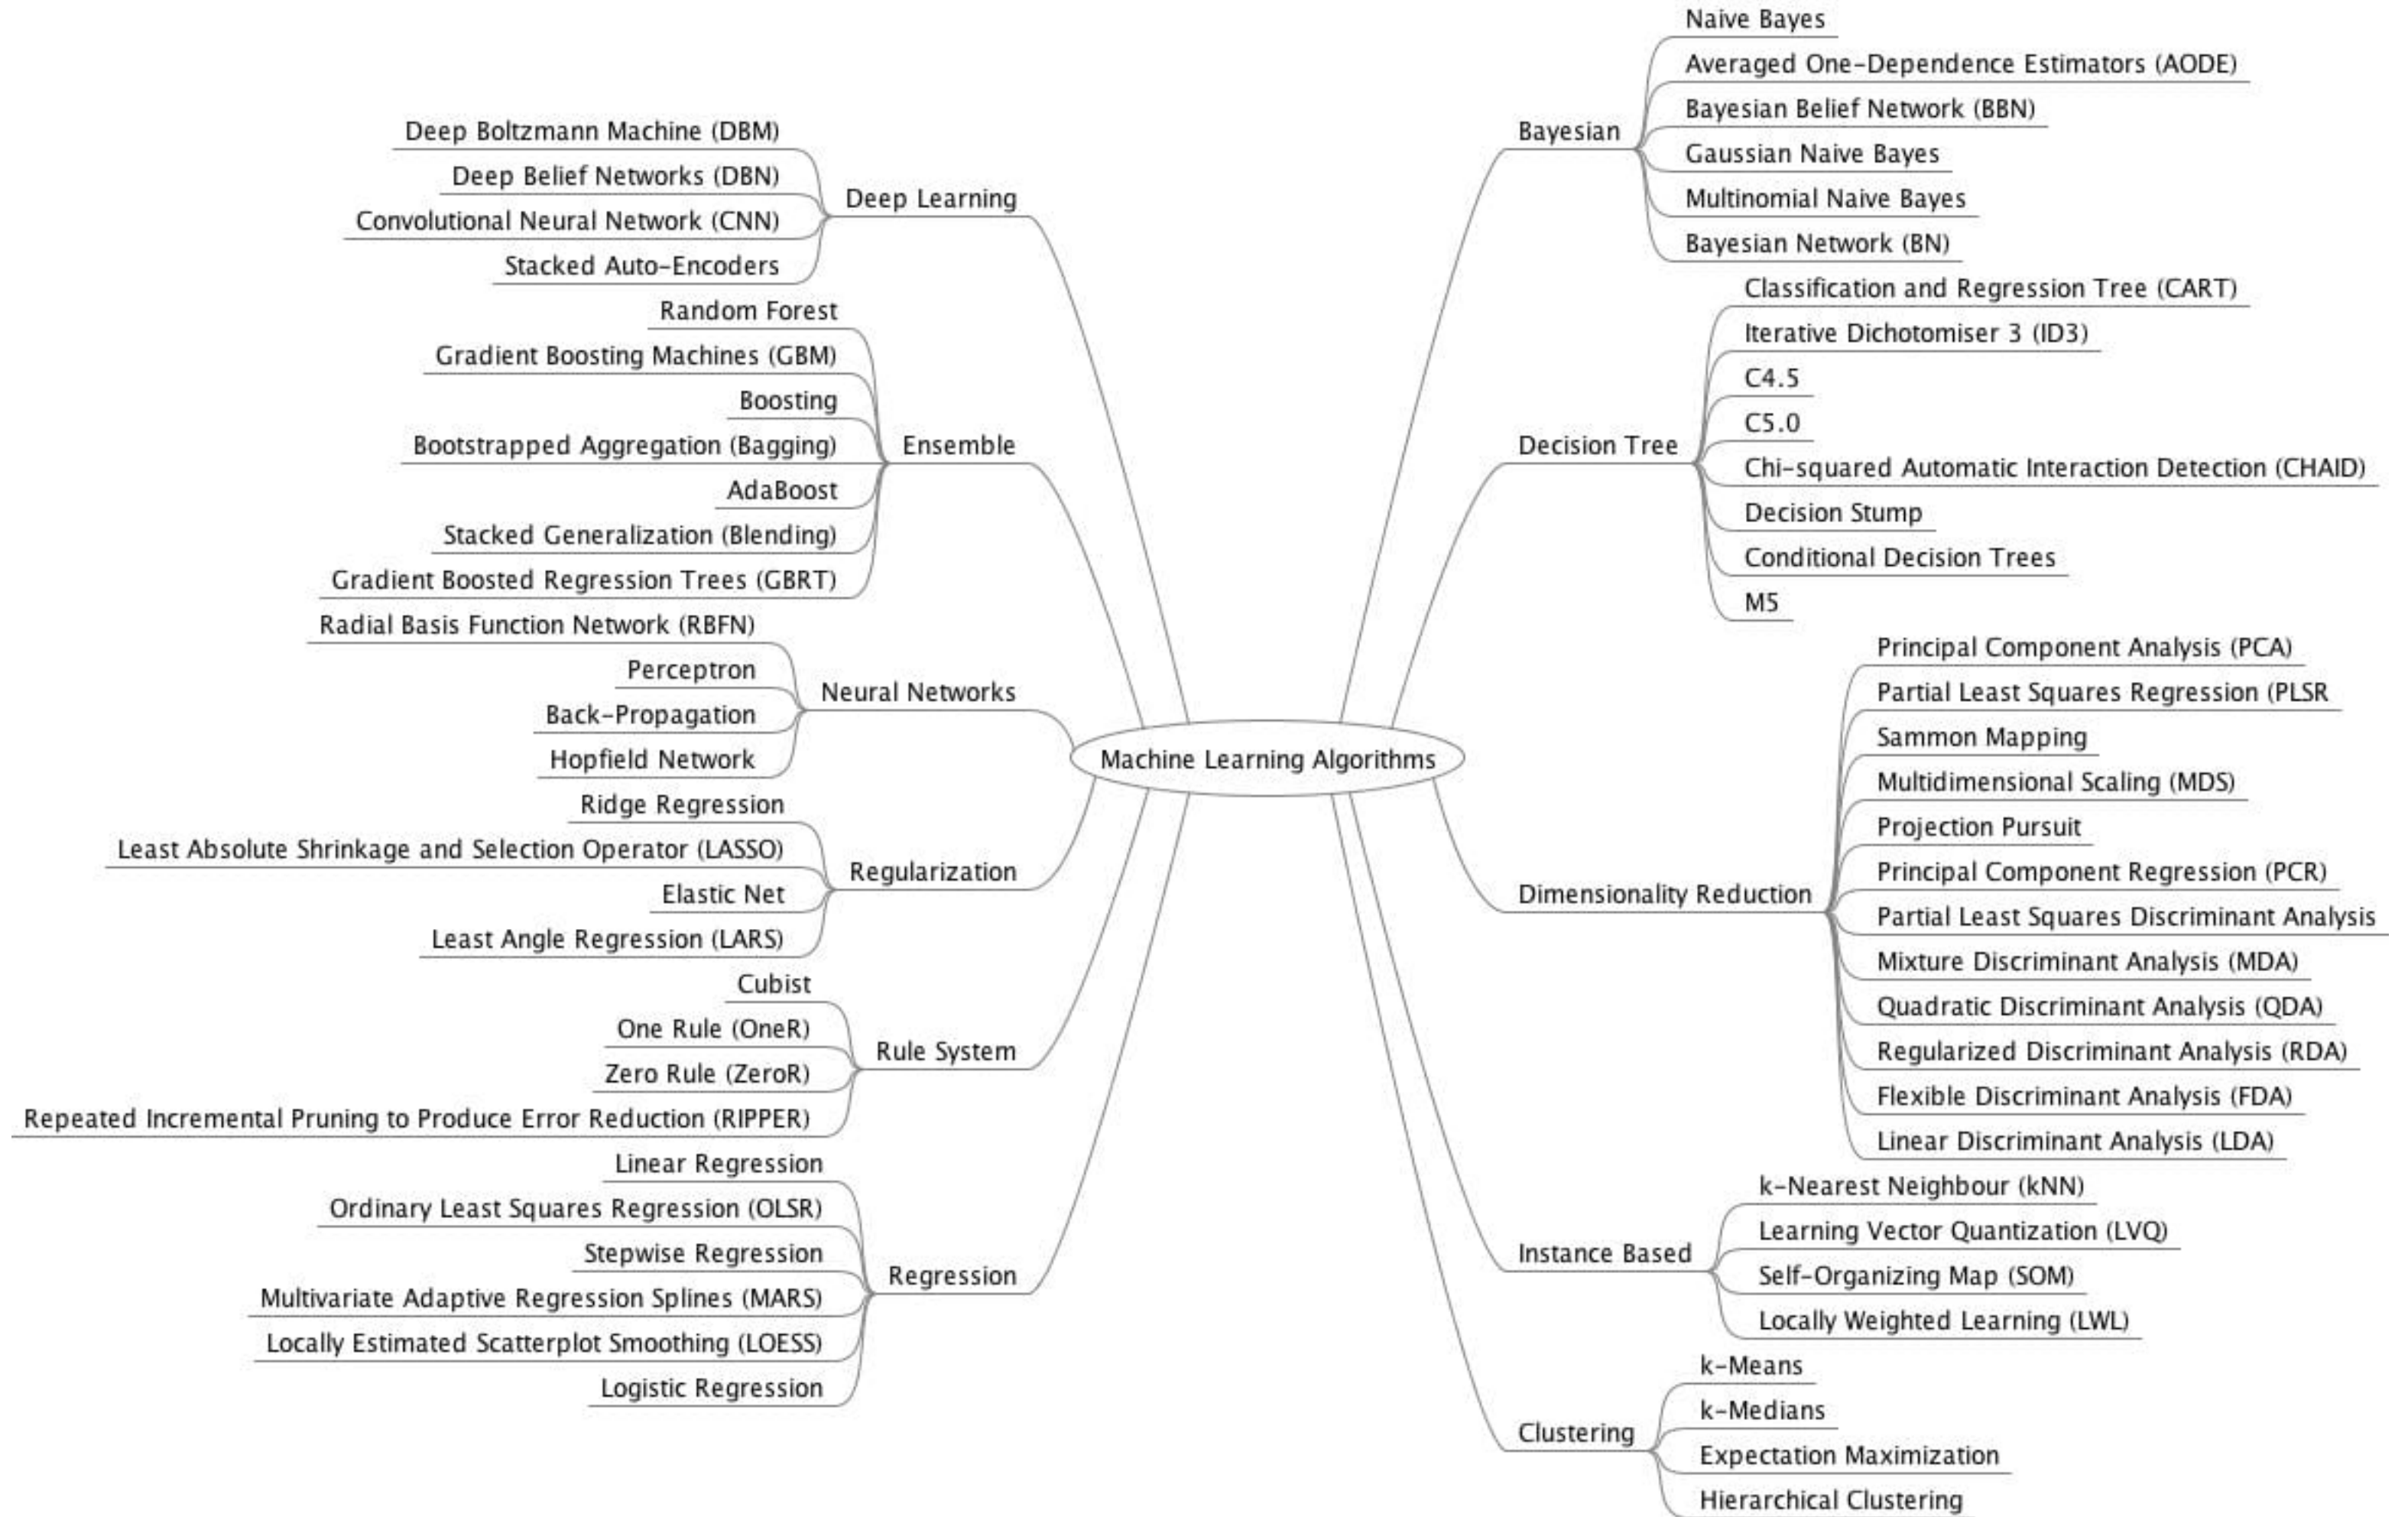 Machine Learning Algorithms
Deep Learning
Deep Boltzmann Machine (DBM)
Deep Belief Networks (DBN)
Convolutional Neural Network (CNN)
Stacked Auto-Encoders
Ensemble
Random Forest
Gradient Boosting Machines (GBM)
Boosting
Bootstrapped Aggregation (Bagging)
AdaBoost
Stacked Generalization (Blending)
Gradient Boosted Regression Trees (GBRT)
Neural Networks
Radial Basis Function Network (RBFN)
Perceptron
Back-Propagation
Hopfield Network
Regularization
Ridge Regression
Least Absolute Shrinkage and Selection Operator (LASSO)
Elastic Net
Least Angle Regression (LARS)
Rule System
Cubist
One Rule (OneR)
Zero Rule (ZeroR)
Repeated Incremental Pruning to Produce Error Reduction (RIPPER)
Regression
Linear Regression
Ordinary Least Squares Regression (OLSR)
Stepwise Regression
Multivariate Adaptive Regression Splines (MARS)
Locally Estimated Scatterplot Smoothing (LOESS)
Logistic Regression
Bayesian
Naive Bayes
Averaged One-Dependence Estimators (AODE)
Bayesian Belief Network (BBN)
Gaussian Naive Bayes
Multinomial Naive Bayes
Bayesian Network (BN)
Decision Tree
Classification and Regression Tree (CART)
Iterative Dichotomiser 3 (ID3)
C4.5
C5.0
Chi-squared Automatic Interaction Detection (CHAID)
Decision Stump
Conditional Decision Trees
M5
Dimensionality Reduction
Principal Component Analysis (PCA)
Partial Least Squares Regression (PLSR
Sammon Mapping
Multidimensional Scaling (MDS)
Projection Pursuit
Principal Component Regression (PCR)
Partial Least Squares Discriminant Analysis
Mixture Discriminant Analysis (MDA)
Quadratic Discriminant Analysis (QDA)
Regularized Discriminant Analysis (RDA)
Flexible Discriminant Analysis (FDA)
Linear Discriminant Analysis (LDA)
Instance Based
k-Nearest Neighbour (kNN)
Learning Vector Quantization (LVQ)
Self-Organizing Map (SOM)
Locally Weighted Learning (LWL)
Clustering
k-Means
k-Medians
Expectation Maximization
Hierarchical Clustering